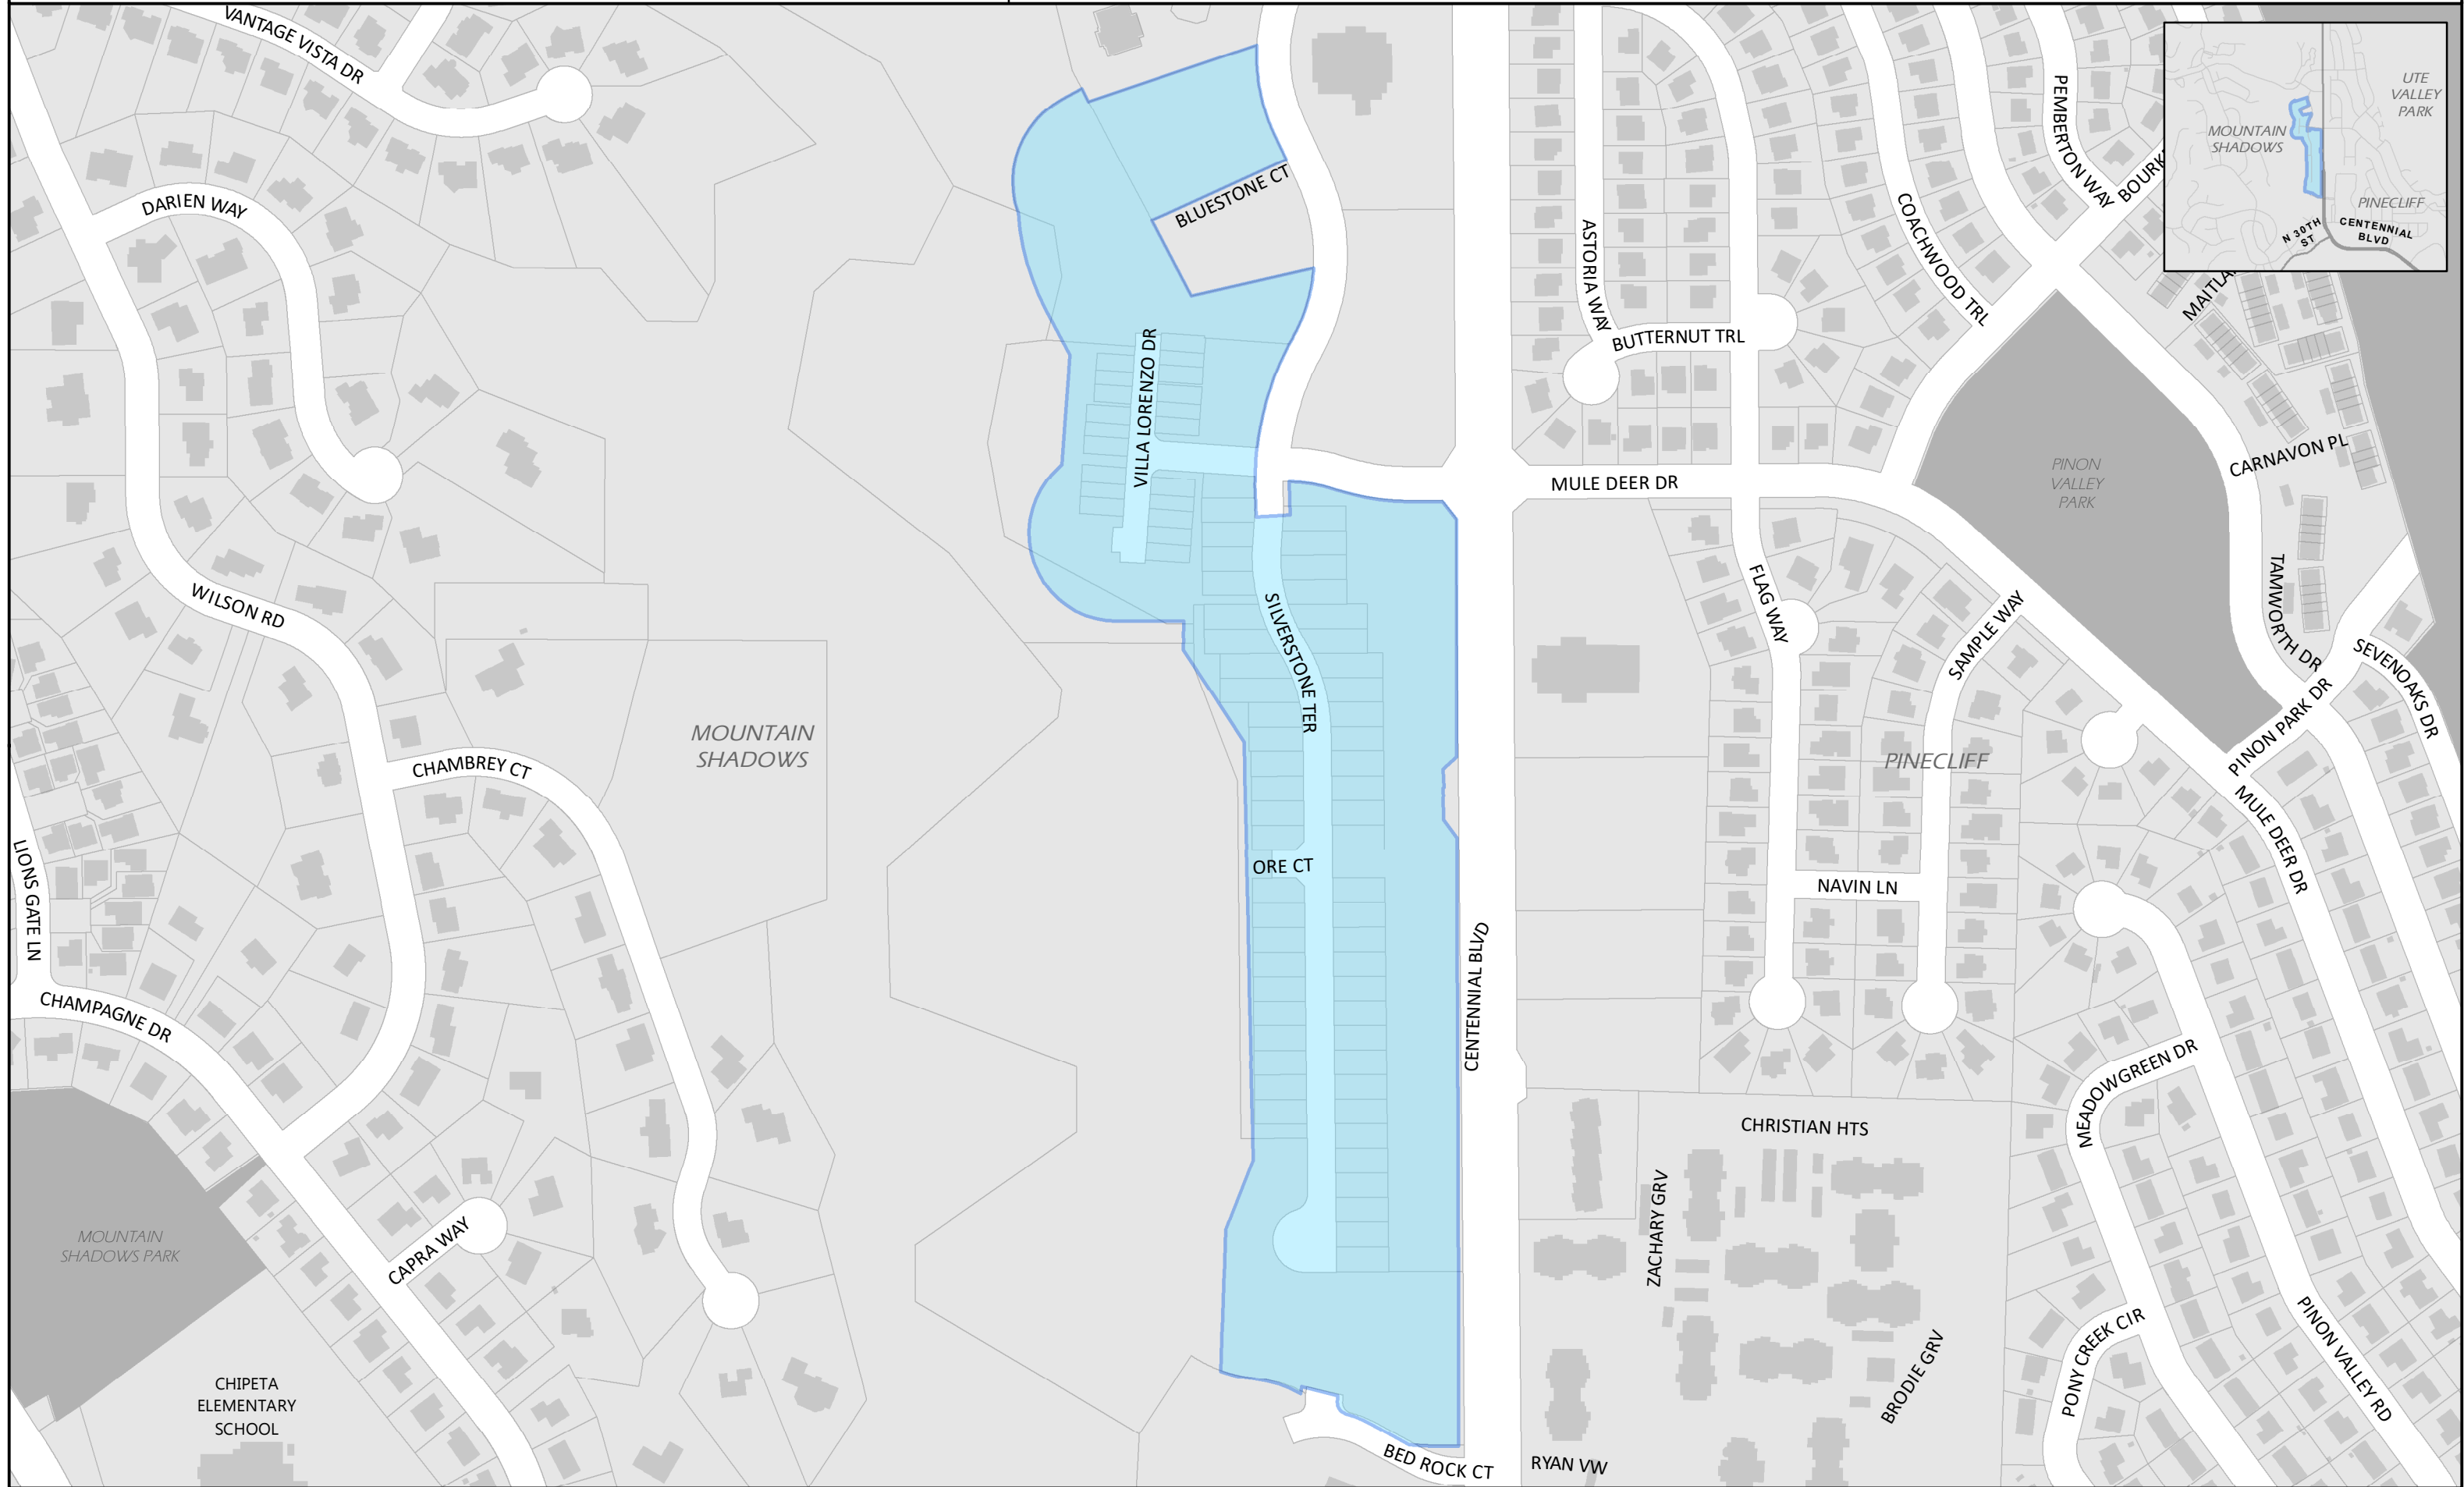 VANTAGE VISTA DR
DARIEN WAY
WILSON RD
CHAMBREY CT
LIONS GATE LN
CHAMPAGNE DR
CAPRA WAY
MOUNTAIN
SHADOWS PARK
CHIPETA
ELEMENTARY
SCHOOL
MOUNTAIN
SHADOWS
BLUESTONE CT
VILLA LORENZO DR
SILVERSTONE TER
ORE CT
CENTENNIAL BLVD
BED ROCK CT
RYAN VW
ASTORIA WAY
BUTTERNUT TRL
COACHWOOD TRL
PEMBERTON WAY
BOURK
MAITLA
MULE DEER DR
PINON
VALLEY
PARK
CARNAVON PL
TAMWORTH DR
SEVENOAKS DR
PINON PARK DR
FLAG WAY
SAMPLE WAY
PINECLIFF
NAVIN LN
MULE DEER DR
MEADOWGREEN DR
CHRISTIAN HTS
ZACHARY GRV
BRODIE GRV
PONY CREEK CIR
PINON VALLEY RD
UTE
VALLEY
PARK
MOUNTAIN
SHADOWS
PINECLIFF
N 30TH
ST
CENTENNIAL
BLVD